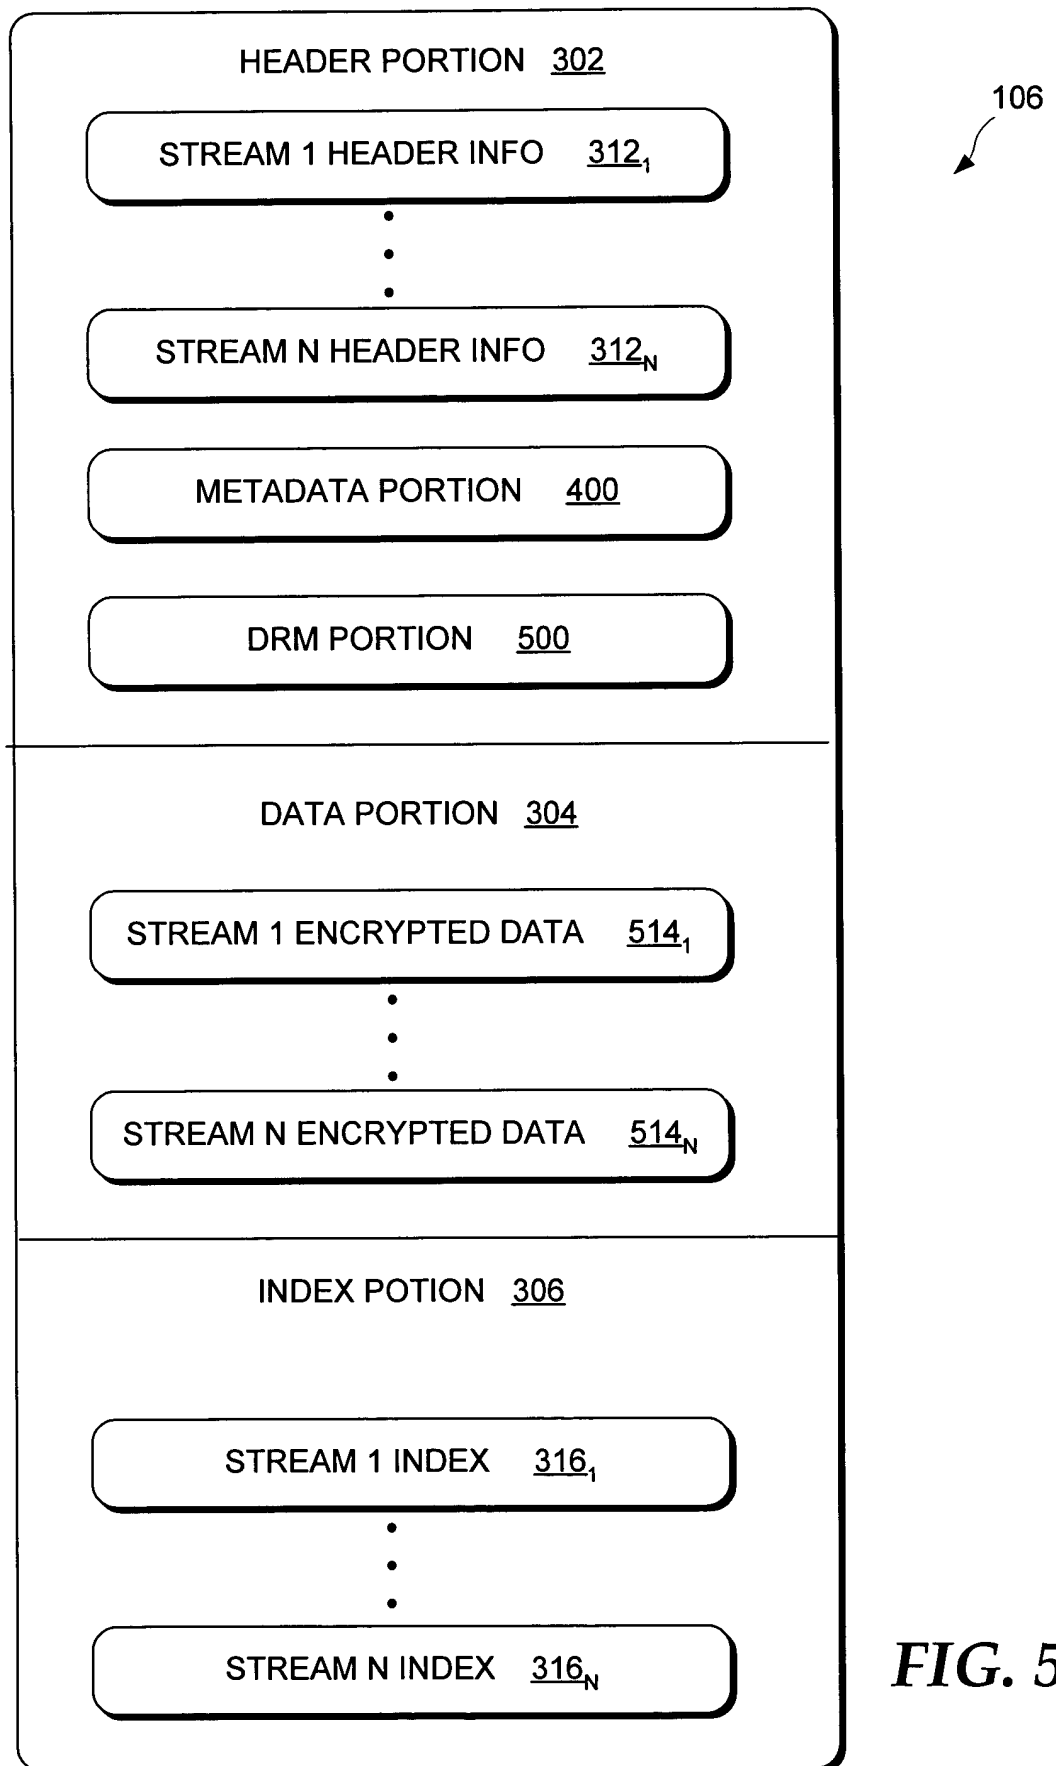 HEADER PORTION 302
106
STREAM 1 HEADER INFO 312₁
STREAM N HEADER INFO 312N
METADATA PORTION 400
DRM PORTION 500
DATA PORTION 304
STREAM 1 ENCRYPTED DATA 514₁
STREAM N ENCRYPTED DATA 514N
INDEX POTION 306
STREAM 1 INDEX 316₁
STREAM N INDEX 316N
FIG. 5